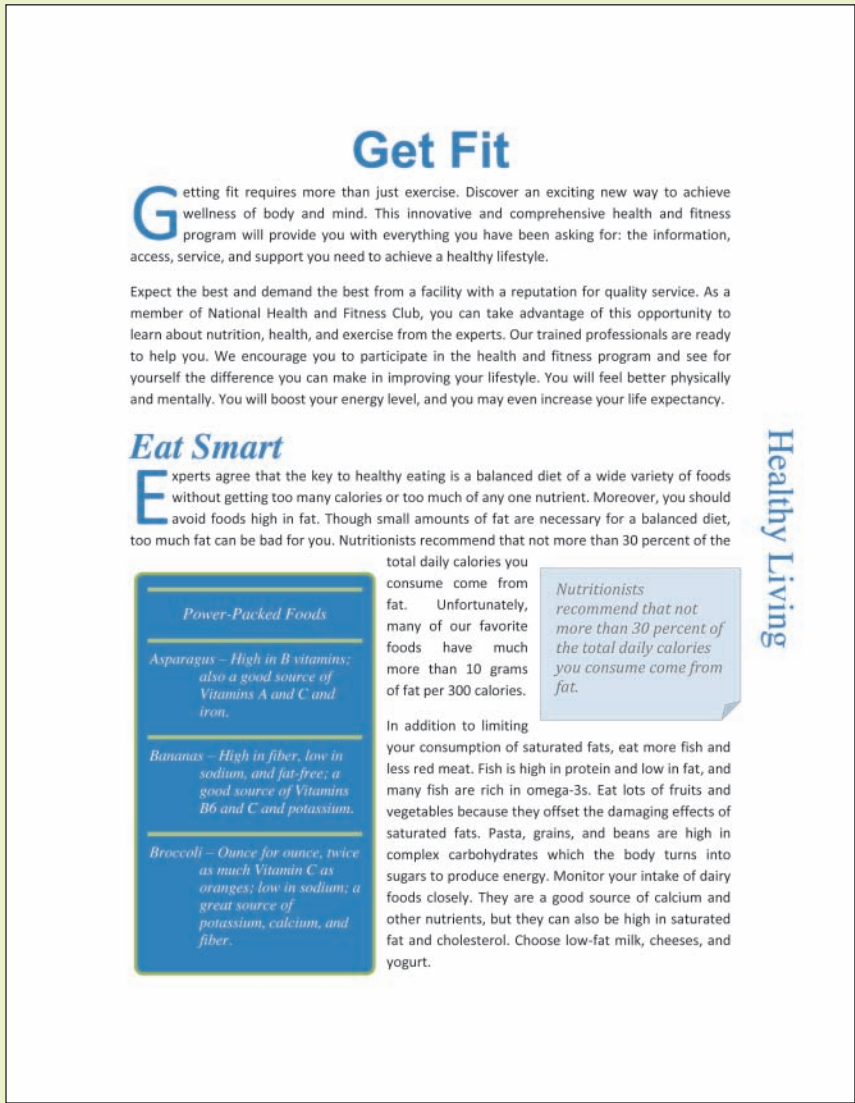 Get Fit
Getting fit requires more than just exercise. Discover an exciting new way to achieve
wellness of body and mind. This innovative and comprehensive health and fitness
program will provide you with everything you have been asking for: the information,
access, service, and support you need to achieve a healthy lifestyle.
Expect the best and demand the best from a facility with a reputation for quality service. As a
member of National Health and Fitness Club, you can take advantage of this opportunity to
learn about nutrition, health, and exercise from the experts. Our trained professionals are ready
to help you. We encourage you to participate in the health and fitness program and see for
yourself the difference you can make in improving your lifestyle. You will feel better physically
and mentally. You will boost your energy level, and you may even increase your life expectancy.
Eat Smart
Experts agree that the key to healthy eating is a balanced diet of a wide variety of foods
without getting too many calories or too much of any one nutrient. Moreover, you should
avoid foods high in fat. Though small amounts of fat are necessary for a balanced diet,
too much fat can be bad for you. Nutritionists recommend that not more than 30 percent of the
total daily calories you
consume come from
fat. Unfortunately,
many of our favorite
foods have much
more than 10 grams
of fat per 300 calories.
In addition to limiting
your consumption of saturated fats, eat more fish and
less red meat. Fish is high in protein and low in fat, and
many fish are rich in omega-3s. Eat lots of fruits and
vegetables because they offset the damaging effects of
saturated fats. Pasta, grains, and beans are high in
complex carbohydrates which the body turns into
sugars to produce energy. Monitor your intake of dairy
foods closely. They are a good source of calcium and
other nutrients, but they can also be high in saturated
fat and cholesterol. Choose low-fat milk, cheeses, and
yogurt.
Power-Packed Foods
Asparagus – High in B vitamins;
also a good source of
Vitamins A and C and
iron.
Bananas – High in fiber, low in
sodium, and fat-free; a
good source of Vitamins
B6 and C and potassium.
Broccoli – Ounce for ounce, twice
as much Vitamin C as
oranges; low in sodium; a
great source of
potassium, calcium, and
fiber.
Nutritionists
recommend that not
more than 30 percent of
the total daily calories
you consume come from
fat.
Healthy Living